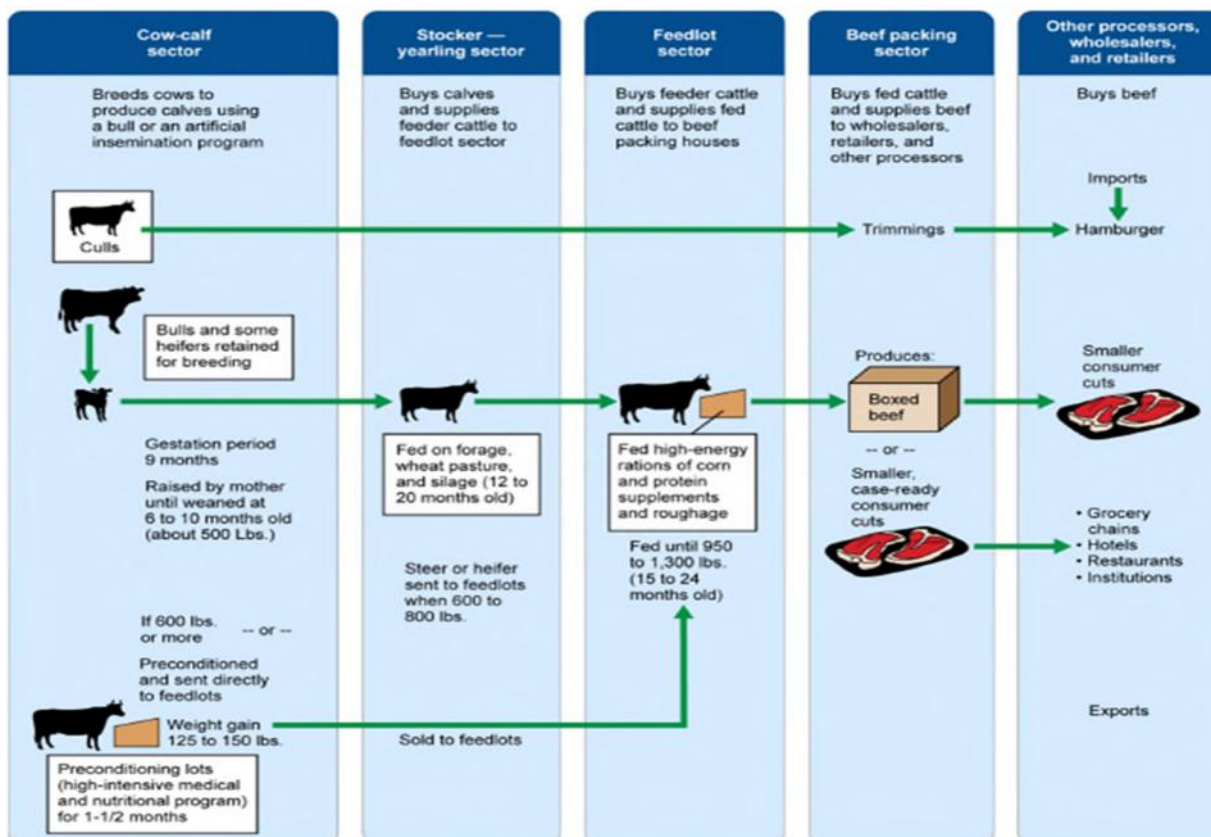 Cow-calf
sector
Breeds cows to
produce calves using
a bull or an artificial
insemination program
Culls
Bulls and some
heifers retained
for breeding
Gestation period
9 months
Raised by mother
until weaned at
6 to 10 months old
(about 500 Lbs.)
If 600 lbs.
or more
-- or --
Preconditioned
and sent directly
to feedlots
Weight gain
125 to 150 lbs.
Preconditioning lots
(high-intensive medical
and nutritional program)
for 1-1/2 months
Stocker —
yearling sector
Buys calves
and supplies
feeder cattle to
feedlot sector
Fed on forage,
wheat pasture,
and silage (12 to
20 months old)
Steer or heifer
sent to feedlots
when 600 to
800 lbs.
Sold to feedlots
Feedlot
sector
Buys feeder cattle
and supplies fed
cattle to beef
packing houses
Fed high-energy
rations of corn
and protein
supplements
and roughage
Fed until 950
to 1,300 lbs.
(15 to 24
months old)
Beef packing
sector
Buys fed cattle
and supplies beef
to wholesalers,
retailers, and
other processors
Trimmings
Produces:
Boxed
beef
-- or --
Smaller,
case-ready
consumer
cuts
Other processors,
wholesalers,
and retailers
Buys beef
Imports
Hamburger
Smaller
consumer
cuts
• Grocery
chains
• Hotels
• Restaurants
• Institutions
Exports